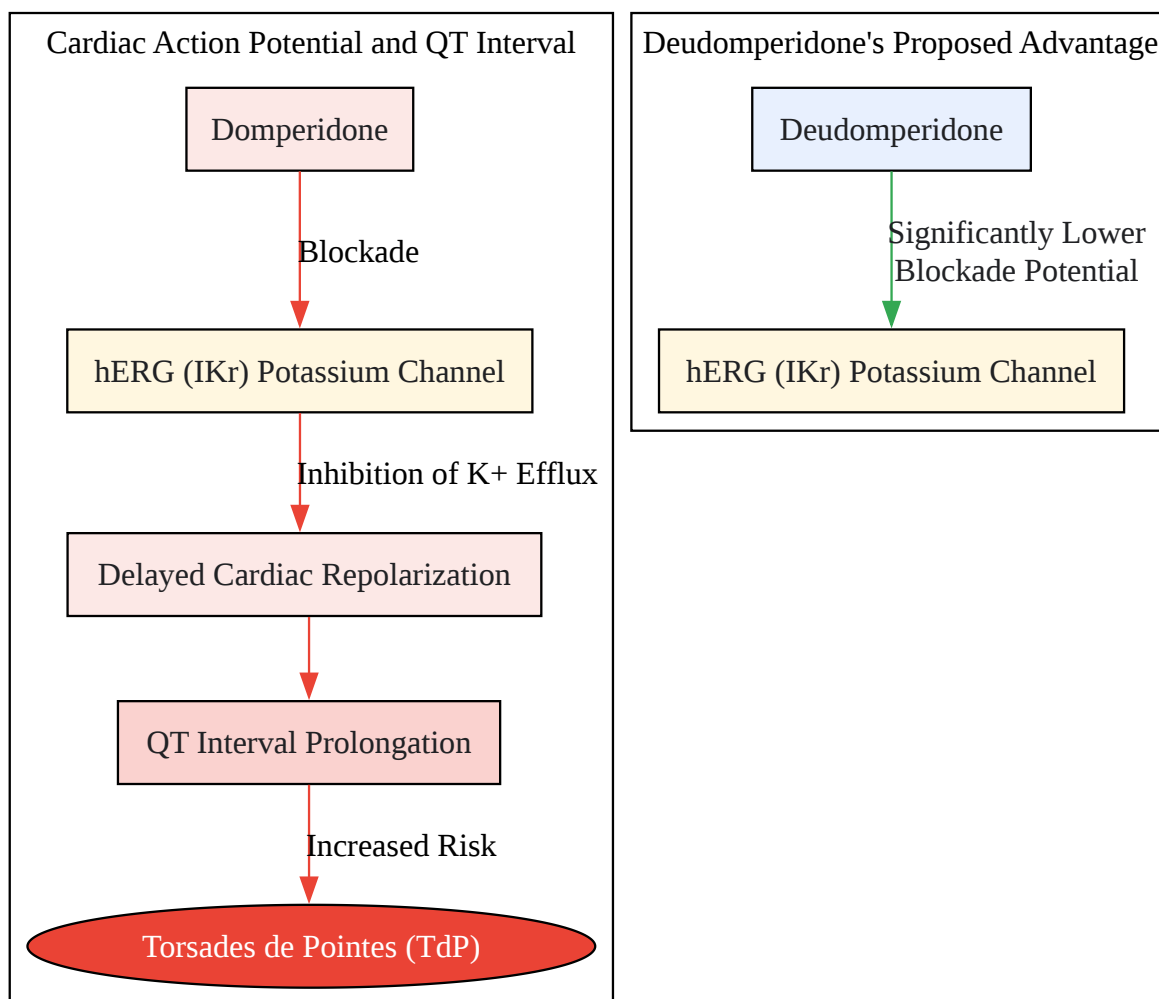 Cardiac Action Potential and QT Interval
Domperidone
Blockade
hERG (IKr) Potassium Channel
Inhibition of K+ Efflux
Delayed Cardiac Repolarization
QT Interval Prolongation
Increased Risk
Torsades de Pointes (TdP)
Deudomperidone's Proposed Advantage
Deudomperidone
Significantly Lower
Blockade Potential
hERG (IKr) Potassium Channel